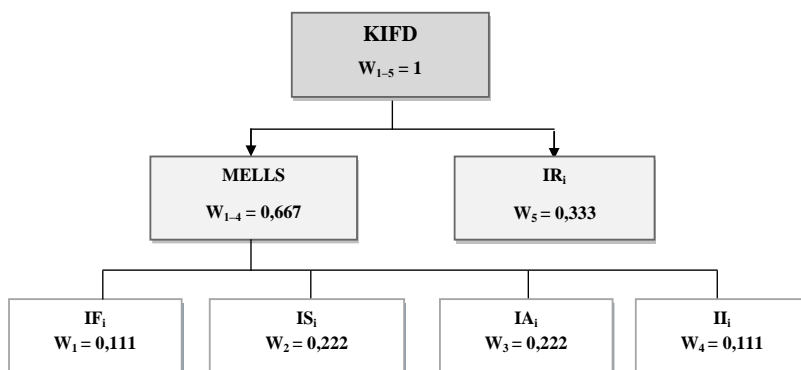 KIFD
W₁₋₅ = 1
MELLS
W₁₋₄ = 0,667
IRᵢ
W₅ = 0,333
IFᵢ
W₁ = 0,111
ISᵢ
W₂ = 0,222
IAᵢ
W₃ = 0,222
IIᵢ
W₄ = 0,111